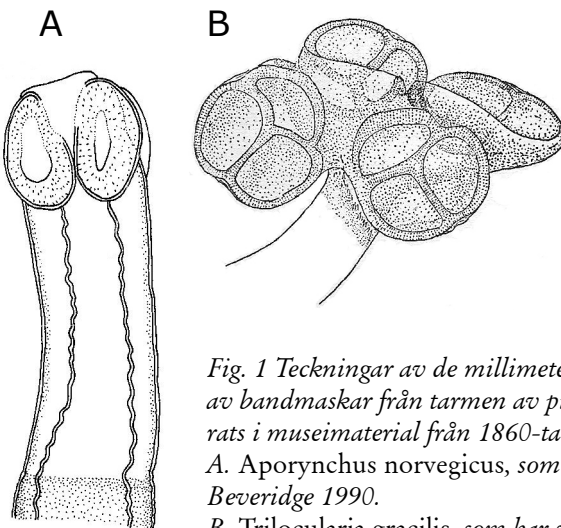 A B
Fig. 1 Teckningar av de millimete
av bandmaskar från tarmen av p
rats i museimaterial från 1860-ta
A. Aporynchus norvegicus, som
Beveridge 1990.
B. Trilocularia gracilis, som har